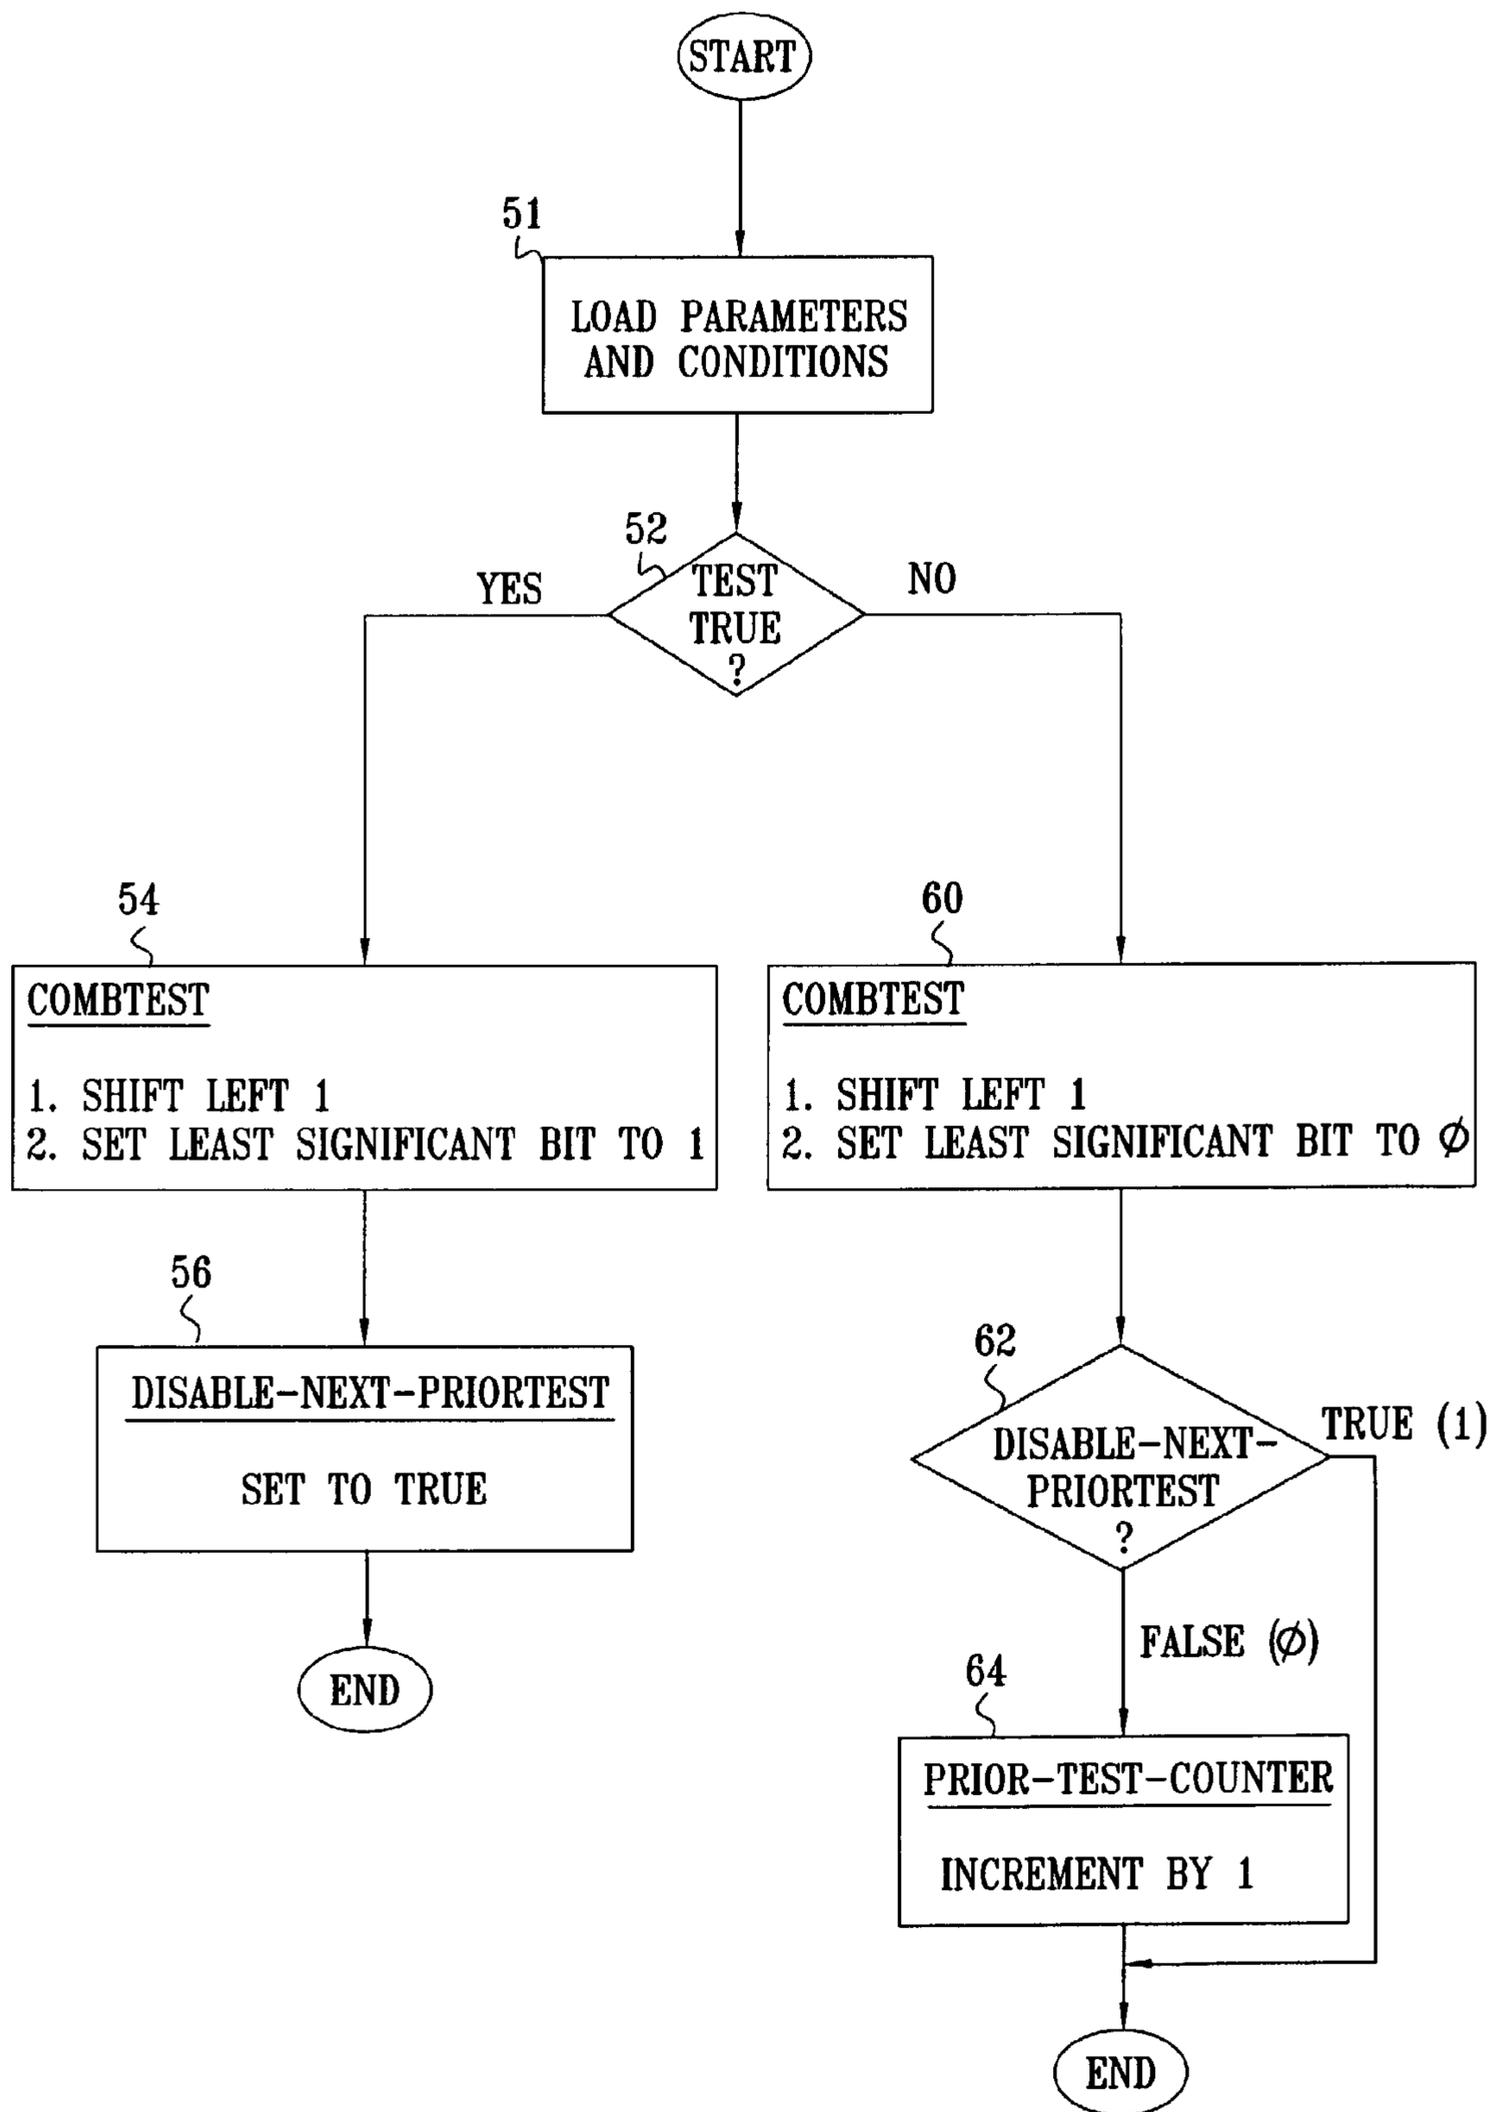 START
51
LOAD PARAMETERS
AND CONDITIONS
52
TEST
TRUE
?
YES
NO
54
COMBTEST
1. SHIFT LEFT 1
2. SET LEAST SIGNIFICANT BIT TO 1
60
COMBTEST
1. SHIFT LEFT 1
2. SET LEAST SIGNIFICANT BIT TO Ø
56
DISABLE-NEXT-PRIORTEST
SET TO TRUE
END
62
DISABLE-NEXT-
PRIORTEST
?
TRUE (1)
FALSE (Ø)
64
PRIOR-TEST-COUNTER
INCREMENT BY 1
END